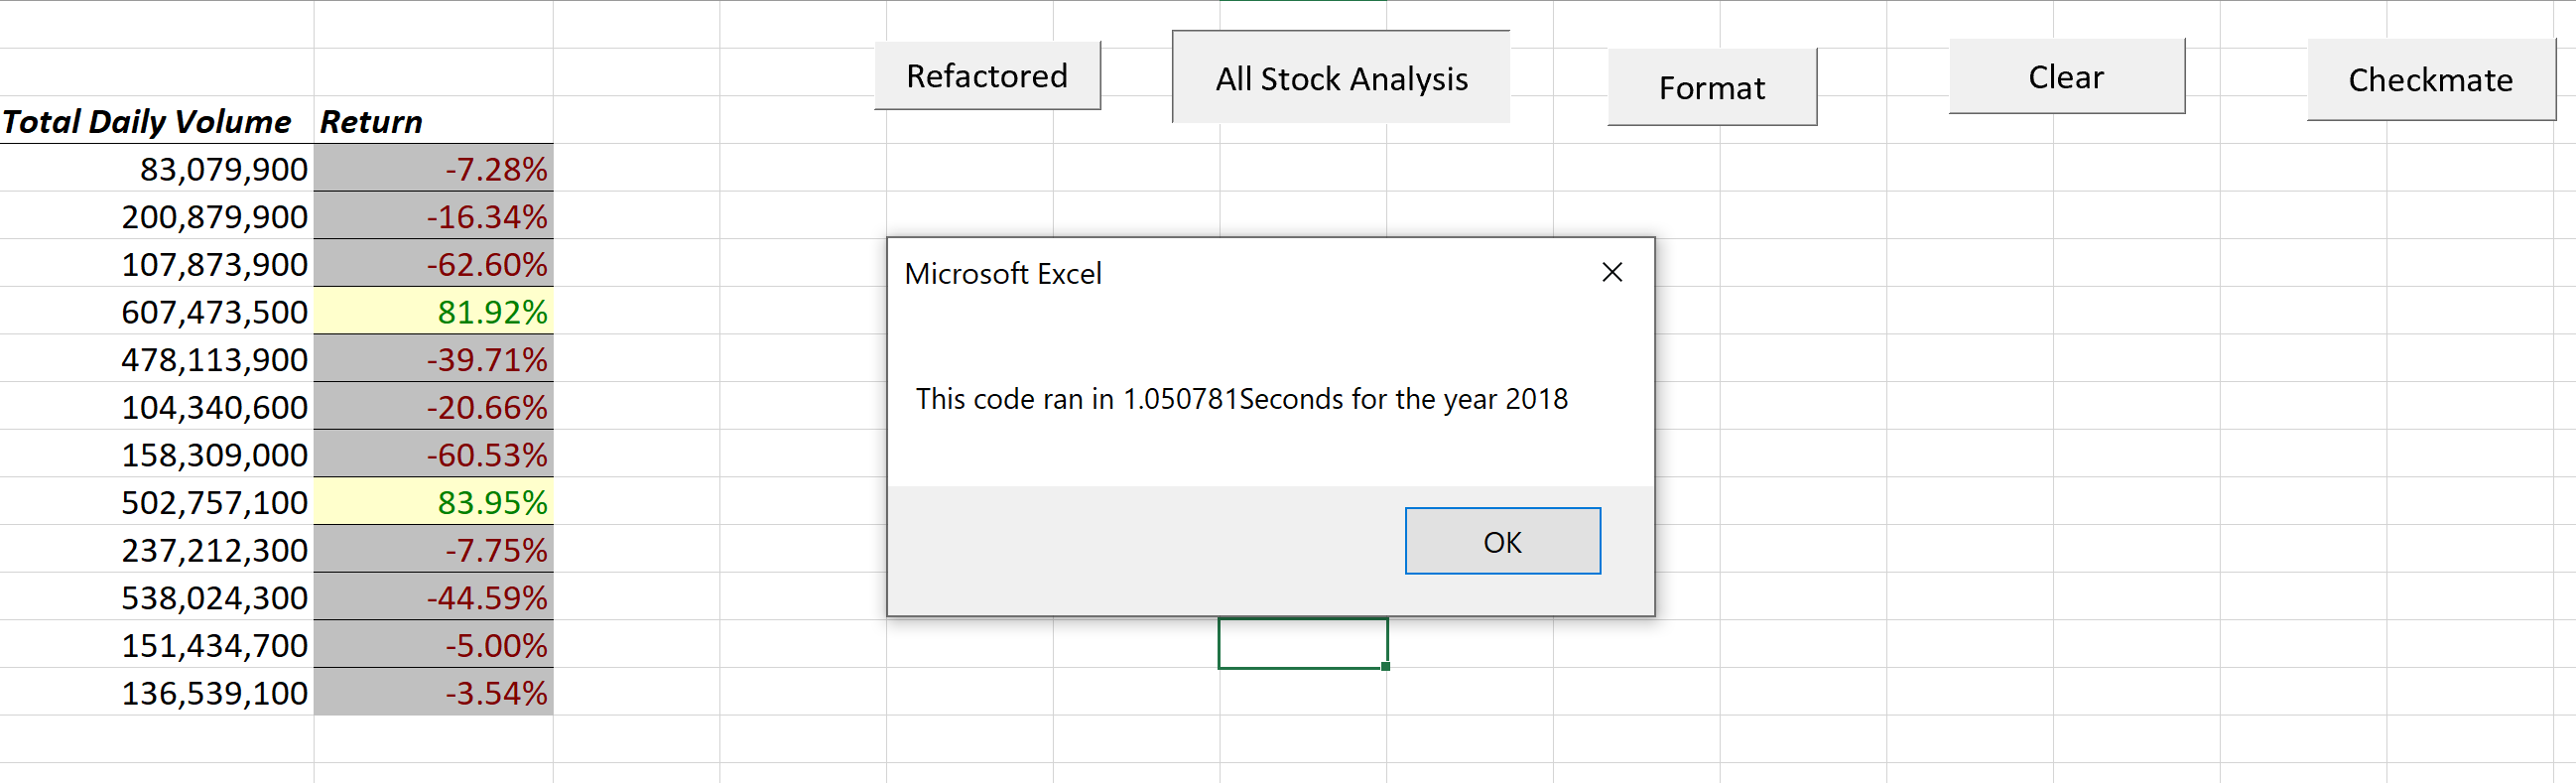 Refactored
All Stock Analysis
Format
Clear
Checkmate
Total Daily Volume Return
83,079,900 -7.28%
200,879,900 -16.34%
107,873,900 -62.60%
607,473,500 81.92%
478,113,900 -39.71%
104,340,600 -20.66%
158,309,000 -60.53%
502,757,100 83.95%
237,212,300 -7.75%
538,024,300 -44.59%
151,434,700 -5.00%
136,539,100 -3.54%
Microsoft Excel
This code ran in 1.050781Seconds for the year 2018
OK